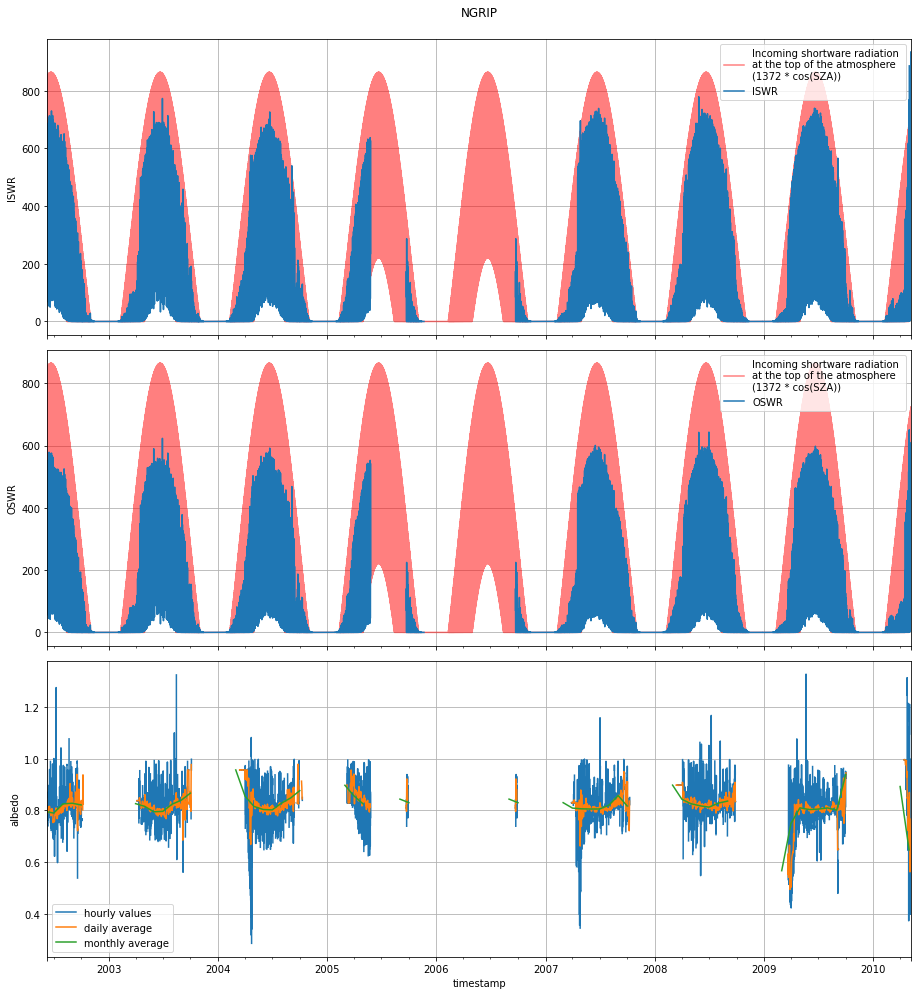 NGRIP
Incoming shortware radiation
at the top of the atmosphere
(1372 * cos(SZA))
ISWR
800
600
400
200
0
ISWR
Incoming shortware radiation
at the top of the atmosphere
(1372 * cos(SZA))
OSWR
800
600
400
200
0
OSWR
1.2
1.0
0.8
0.6
0.4
albedo
hourly values
daily average
monthly average
2003 2004 2005 2006 2007 2008 2009 2010
timestamp